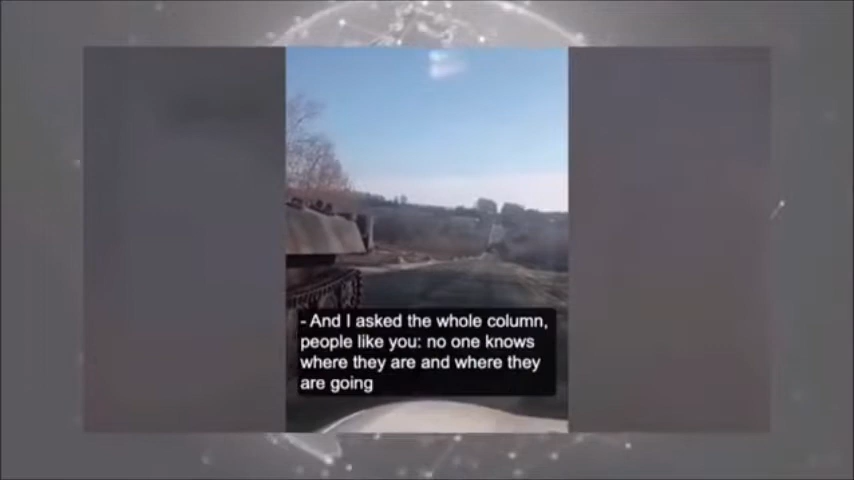 - And I asked the whole column,
people like you: no one knows
where they are and where they
are going